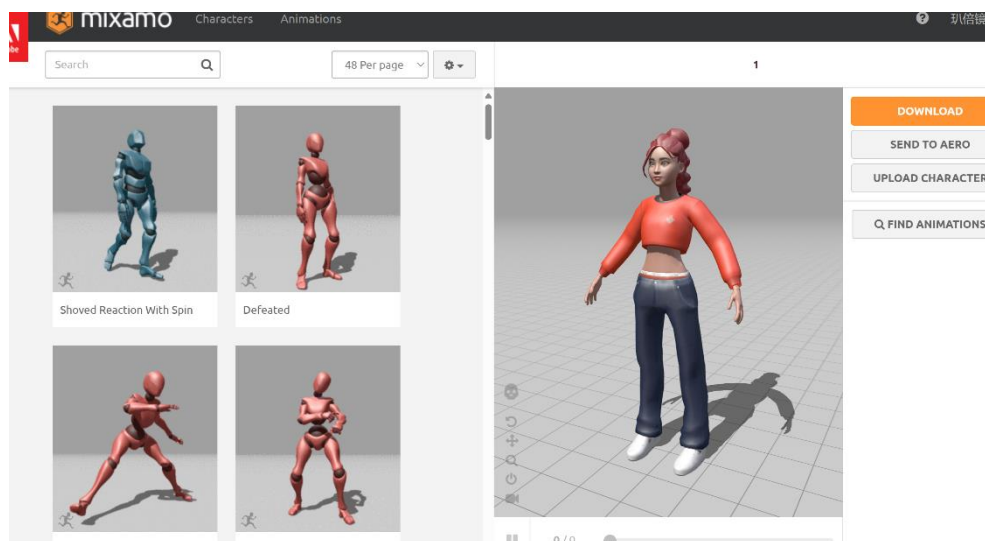 mixamo Characters Animations
Search 48 Per page
1
DOWNLOAD
SEND TO AERO
UPLOAD CHARACTER
FIND ANIMATIONS
Shoved Reaction With Spin Defeated